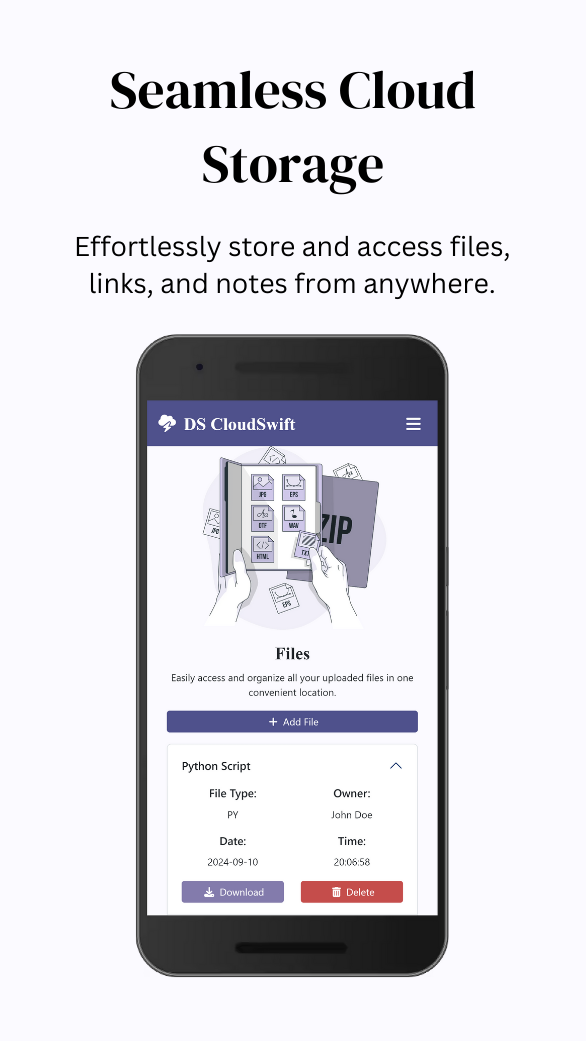 Seamless Cloud
Storage
Effortlessly store and access files,
links, and notes from anywhere.
DS CloudSwift
JPG
EPS
OTF
WAV
HTML
ZIP
EPS
Files
Easily access and organize all your uploaded files in one
convenient location.
+ Add File
Python Script
File Type:
Owner:
PY
John Doe
Date:
Time:
2024-09-10
20:06:58
Download
Delete